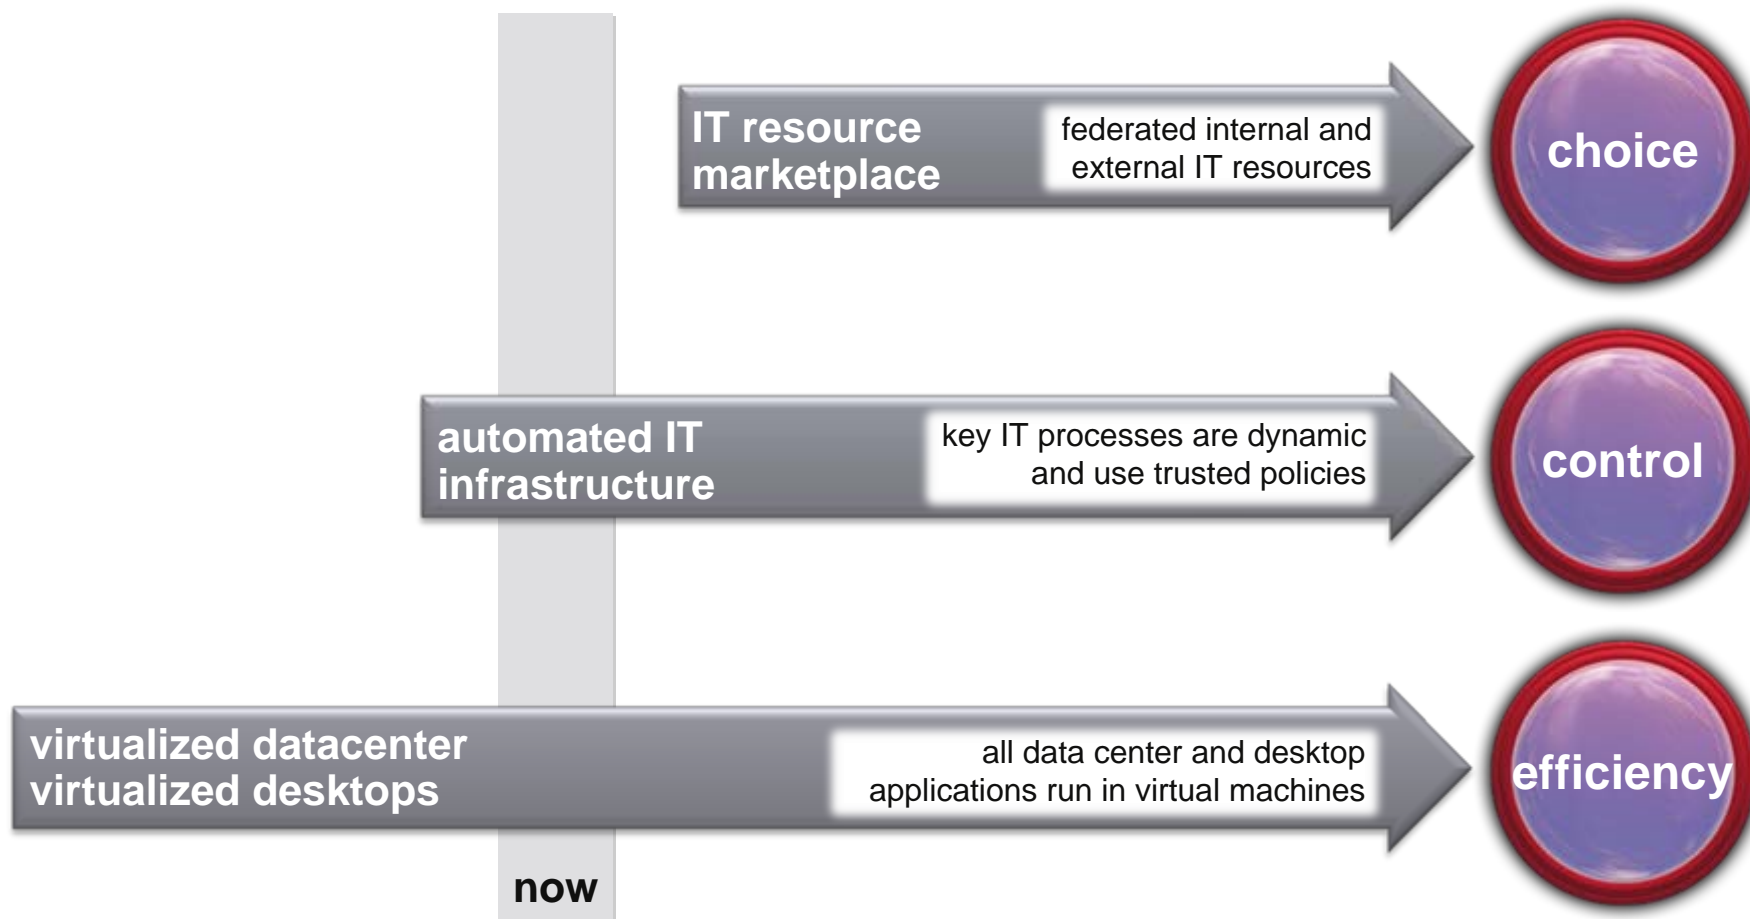 IT resource
marketplace
federated internal and
external IT resources
choice
automated IT
infrastructure
key IT processes are dynamic
and use trusted policies
control
virtualized datacenter
virtualized desktops
all data center and desktop
applications run in virtual machines
efficiency
now